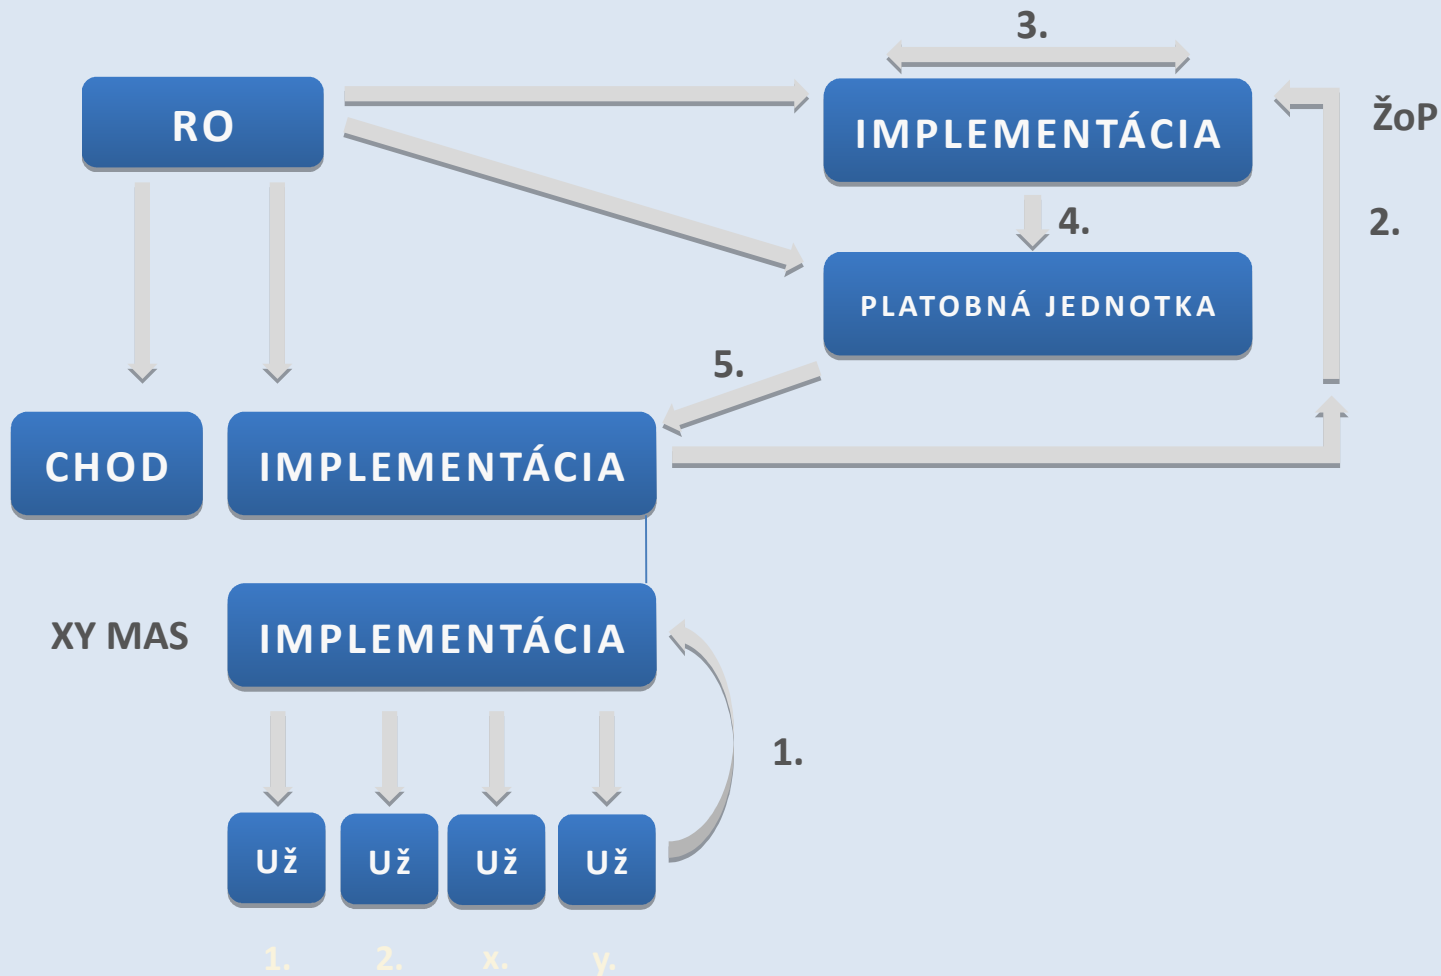 3.
RO
IMPLEMENTÁCIA
ŽoP
4.
2.
PLATOBNÁ JEDNOTKA
5.
CHOD
IMPLEMENTÁCIA
XY MAS
IMPLEMENTÁCIA
1.
Už
Už
Už
Už
1.
2.
x.
y.